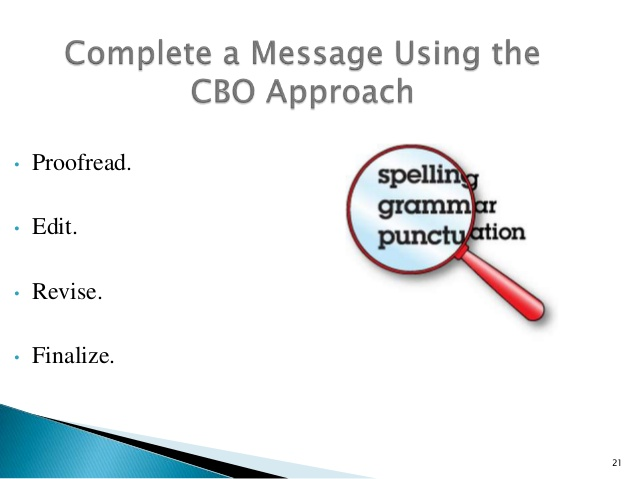 Complete a Message Using the
CBO Approach
• Proofread.
• Edit.
• Revise.
• Finalize.
spelling
grammar
punctuation
21